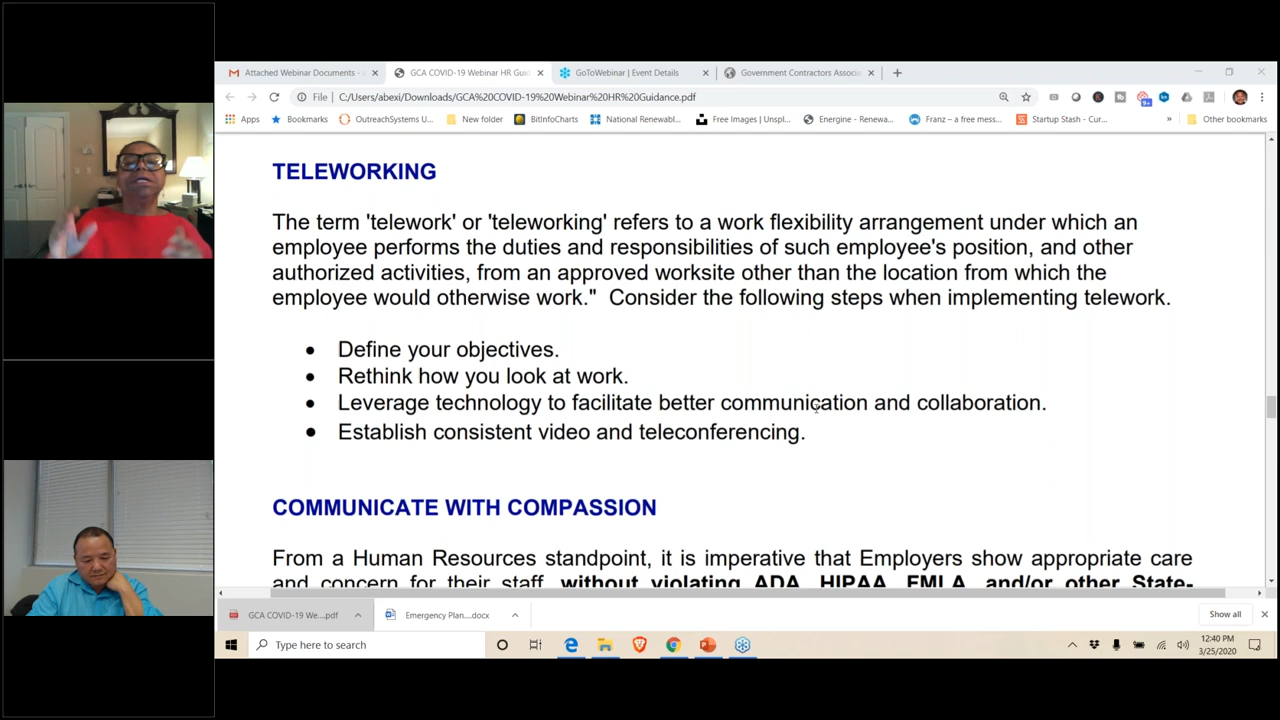 Attached Webinar Documents -
GCA COVID-19 Webinar HR Guid
GoToWebinar | Event Details
Government Contractors Associ
File | C:/Users/abexi/Downloads/GCA%20COVID-19%20Webinar%20HR%20Guidance.pdf
9+
Apps
Bookmarks
OutreachSystems U...
New folder
BitInfoCharts
National Renewabl...
Free Images | Unspl...
Energine - Renewa...
Franz – a free mess...
Startup Stash - Cur...
»
Other bookmarks
TELEWORKING
The term 'telework' or 'teleworking' refers to a work flexibility arrangement under which an
employee performs the duties and responsibilities of such employee's position, and other
authorized activities, from an approved worksite other than the location from which the
employee would otherwise work." Consider the following steps when implementing telework.
• Define your objectives.
• Rethink how you look at work.
• Leverage technology to facilitate better communication and collaboration.
• Establish consistent video and teleconferencing.
COMMUNICATE WITH COMPASSION
From a Human Resources standpoint, it is imperative that Employers show appropriate care
and concern for their staff without violating ADA, HIPAA, FMLA, and/or other State-
GCA COVID-19 We....pdf
Emergency Plan....docx
Show all
Type here to search
12:40 PM
3/25/2020